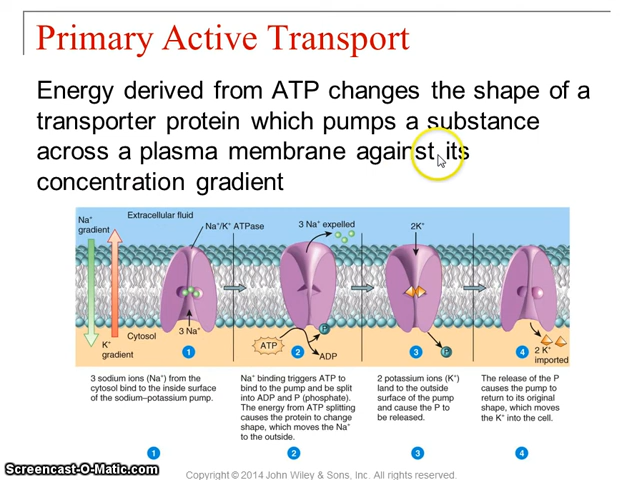 Primary Active Transport
Energy derived from ATP changes the shape of a
transporter protein which pumps a substance
across a plasma membrane against its
concentration gradient
Na⁺
gradient
Extracellular fluid
Na⁺/K⁺ ATPase
3 Na⁺ expelled
2K⁺
K⁺
gradient
Cytosol
3 Na⁺
1
ATP
2
P
ADP
3
P
4
2 K⁺
imported
3 sodium ions (Na⁺) from the
cytosol bind to the inside surface
of the sodium–potassium pump.
1
Na⁺ binding triggers ATP to
bind to the pump and be split
into ADP and P (phosphate).
The energy from ATP splitting
causes the protein to change
shape, which moves the Na⁺
to the outside.
2
2 potassium ions (K⁺)
land to the outside
surface of the pump
and cause the P to
be released.
3
The release of the P
causes the pump to
return to its original
shape, which moves
the K⁺ into the cell.
4
Screencast-O-Matic.com
Copyright © 2014 John Wiley & Sons, Inc. All rights reserved.